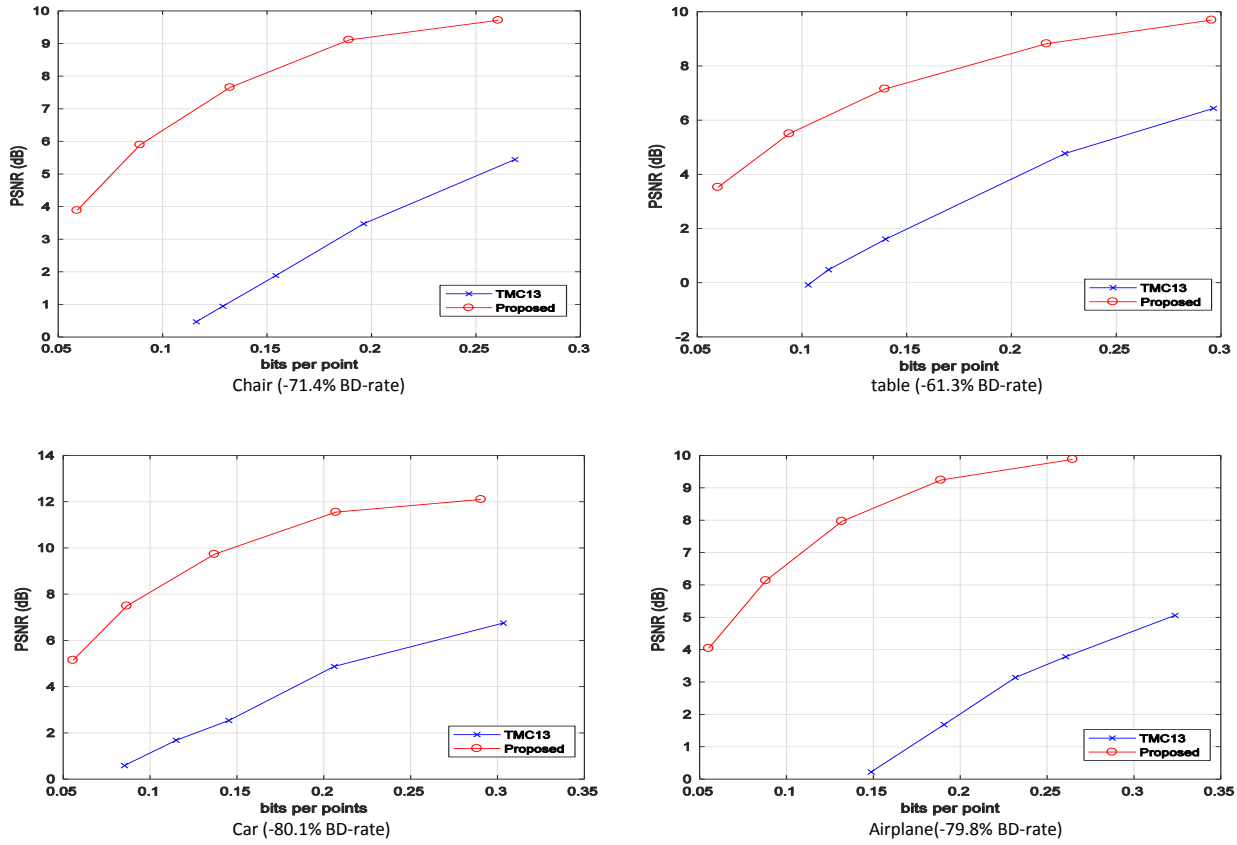 10
9
8
7
6
5
4
3
2
1
0
PSNR (dB)
0.05 0.1 0.15 0.2 0.25 0.3
bits per point
TMC13
Proposed
Chair (-71.4% BD-rate)
10
8
6
4
2
0
-2
PSNR (dB)
0.05 0.1 0.15 0.2 0.25 0.3
bits per point
TMC13
Proposed
table (-61.3% BD-rate)
14
12
10
8
6
4
2
0
PSNR (dB)
0.05 0.1 0.15 0.2 0.25 0.3 0.35
bits per points
TMC13
Proposed
Car (-80.1% BD-rate)
10
9
8
7
6
5
4
3
2
1
0
PSNR (dB)
0.05 0.1 0.15 0.2 0.25 0.3 0.35
bits per point
TMC13
Proposed
Airplane(-79.8% BD-rate)